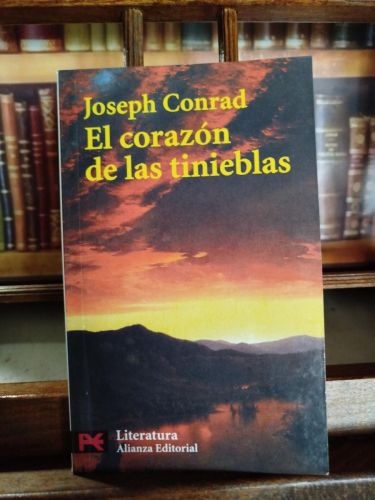 Joseph Conrad
El corazón
de las tinieblas
Literatura
Alianza Editorial